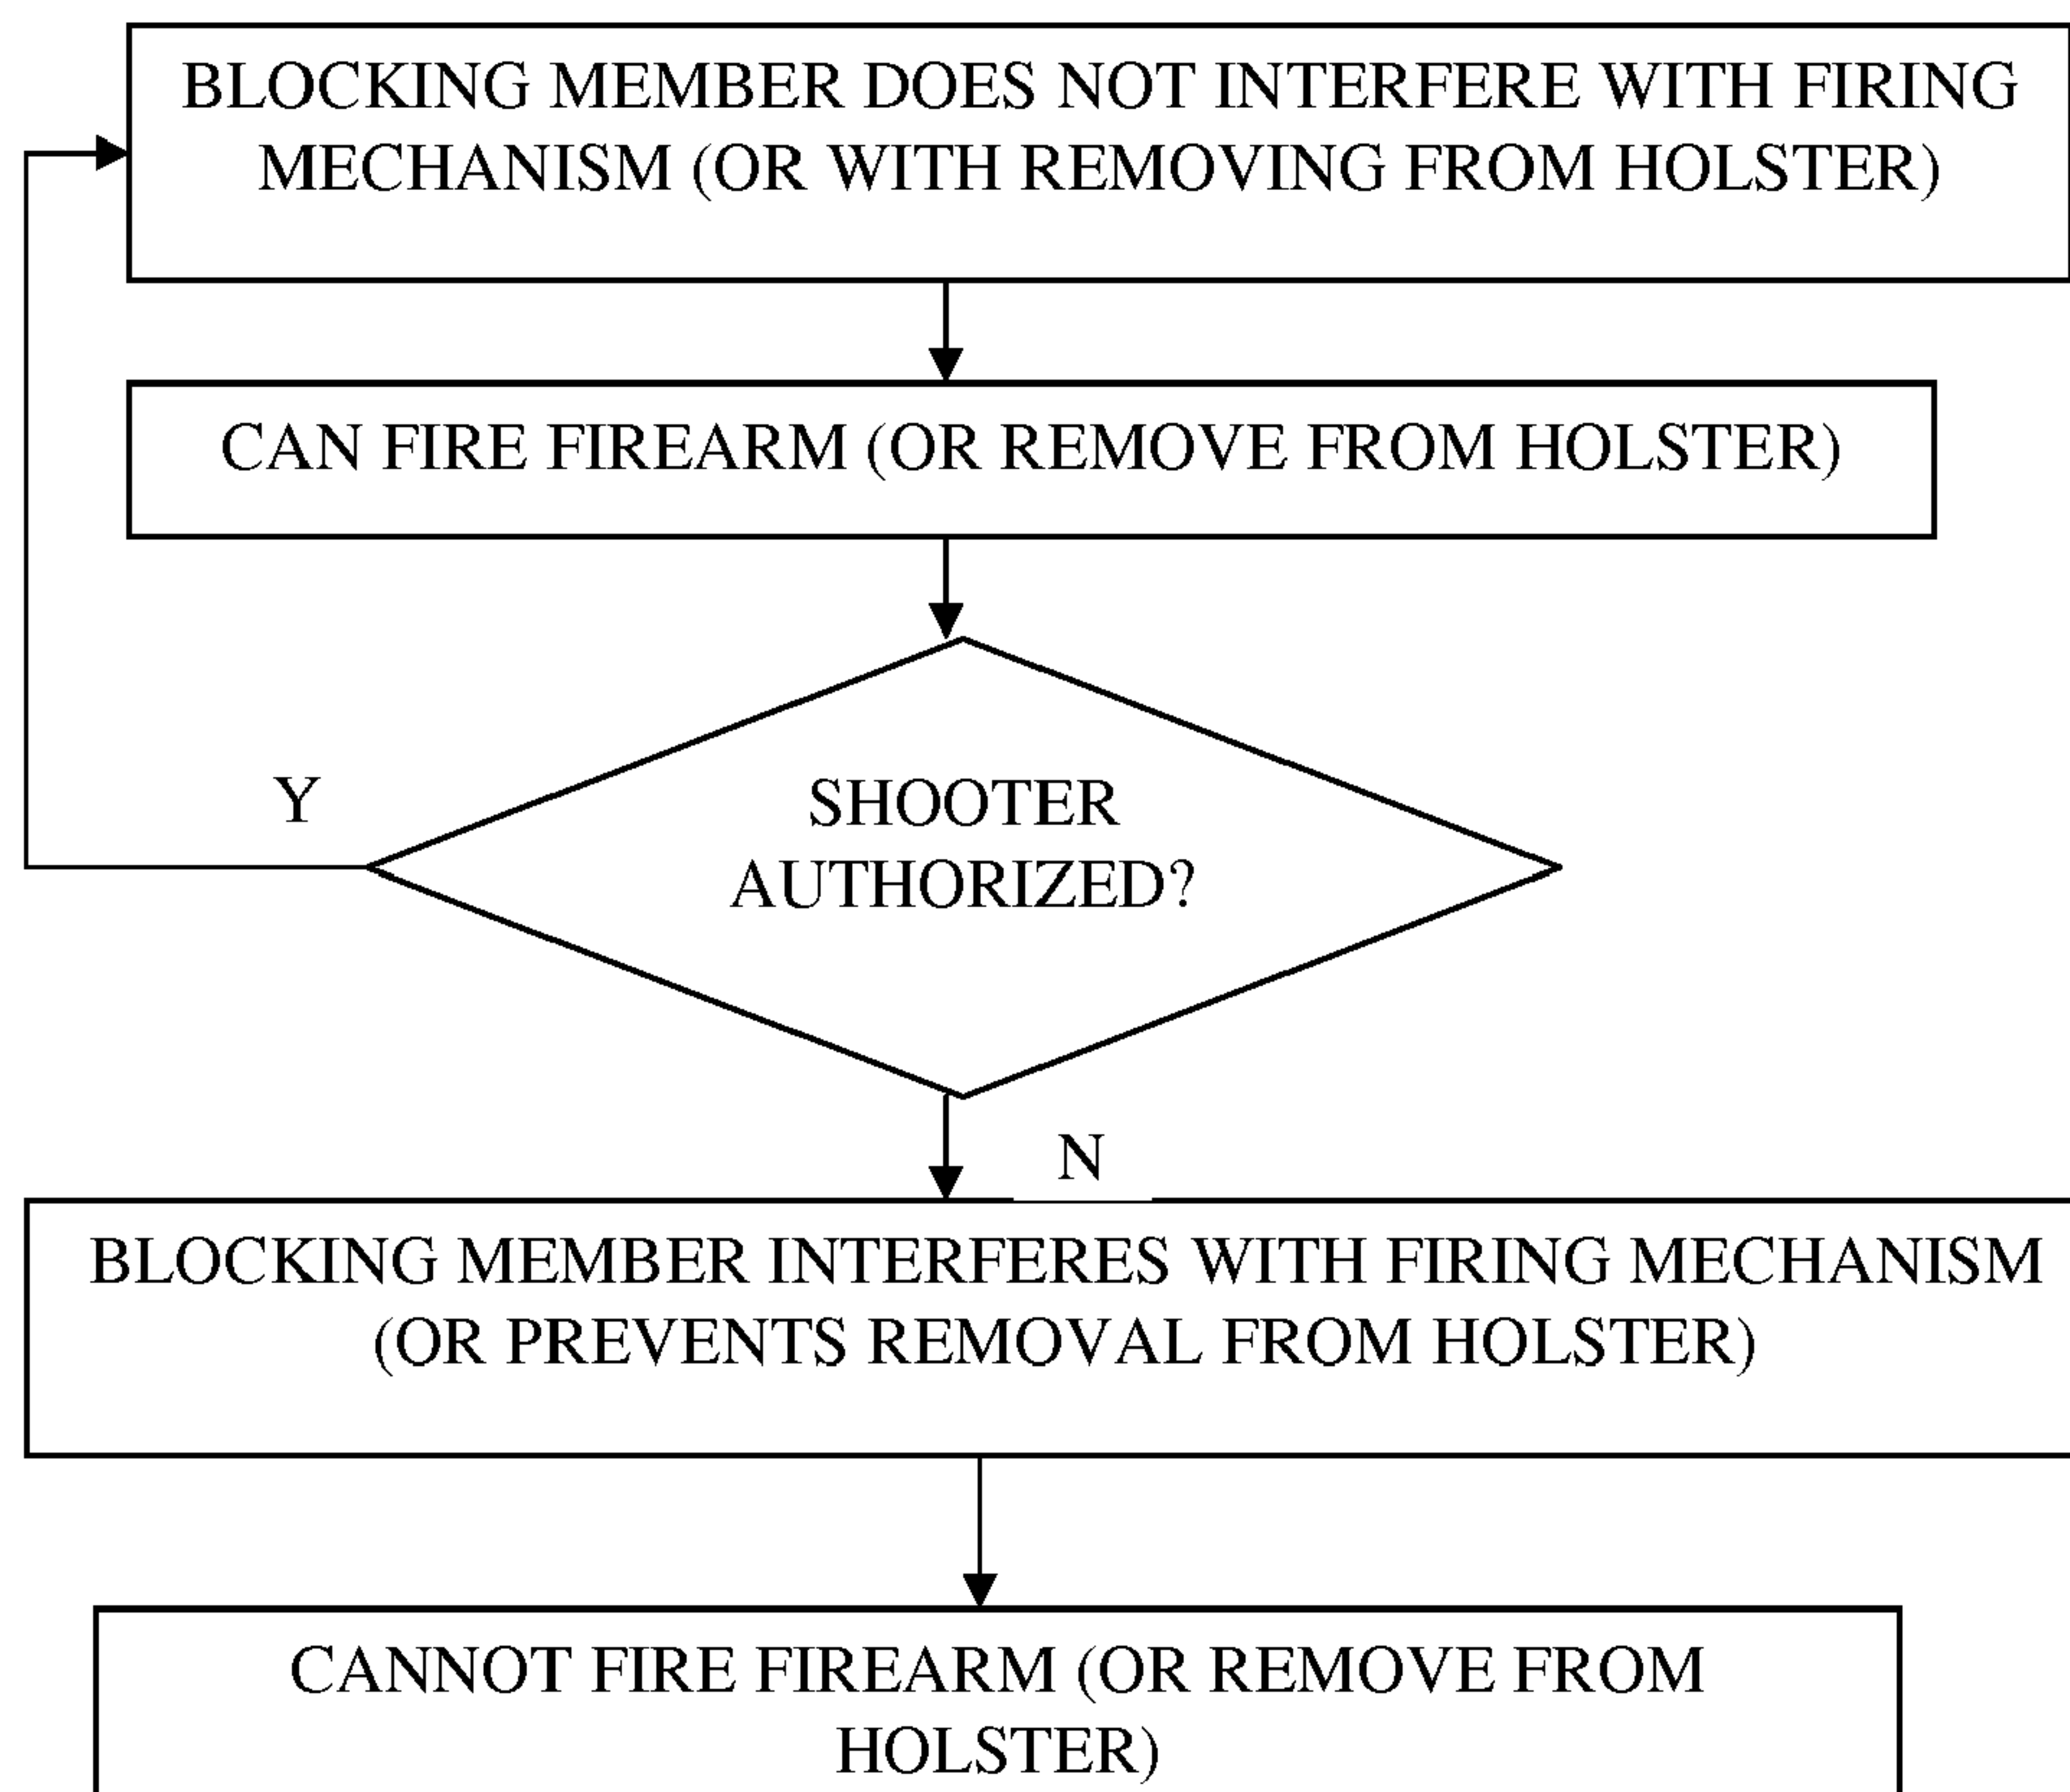 BLOCKING MEMBER DOES NOT INTERFERE WITH FIRING
MECHANISM (OR WITH REMOVING FROM HOLSTER)
CAN FIRE FIREARM (OR REMOVE FROM HOLSTER)
SHOOTER
AUTHORIZED?
Y
N
BLOCKING MEMBER INTERFERES WITH FIRING MECHANISM
(OR PREVENTS REMOVAL FROM HOLSTER)
CANNOT FIRE FIREARM (OR REMOVE FROM
HOLSTER)